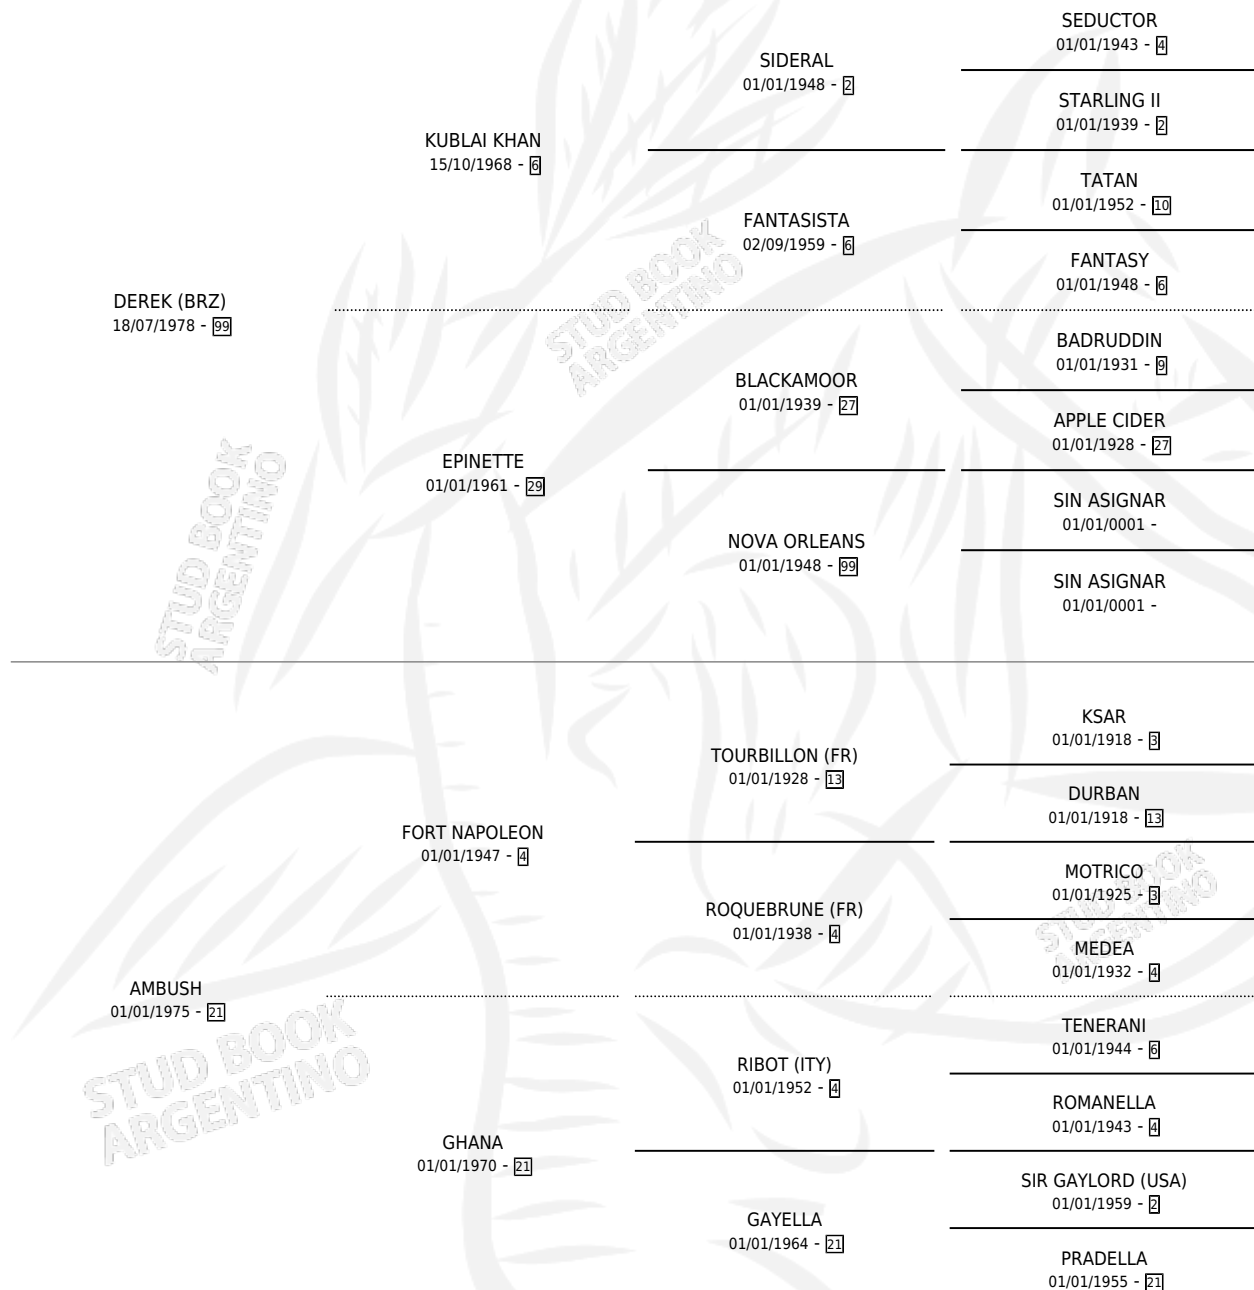 DEREK (BRZ)
18/07/1978 - 99
KUBLAI KHAN
15/10/1968 - 6
SIDERAL
01/01/1948 - 2
SEDUCTOR
01/01/1943 - 4
STARLING II
01/01/1939 - 2
FANTASISTA
02/09/1959 - 6
TATAN
01/01/1952 - 10
FANTASY
01/01/1948 - 6
EPINETTE
01/01/1961 - 29
BLACKAMOOR
01/01/1939 - 27
BADRUDDIN
01/01/1931 - 9
APPLE CIDER
01/01/1928 - 27
NOVA ORLEANS
01/01/1948 - 99
SIN ASIGNAR
01/01/0001 -
SIN ASIGNAR
01/01/0001 -
STUD BOOK
ARGENTINO
STUD BOOK
ARGENTINO
AMBUSH
01/01/1975 - 21
FORT NAPOLEON
01/01/1947 - 4
TOURBILLON (FR)
01/01/1928 - 13
KSAR
01/01/1918 - 3
DURBAN
01/01/1918 - 13
ROQUEBRUNE (FR)
01/01/1938 - 4
MOTRICO
01/01/1925 - 3
MEDEA
01/01/1932 - 4
GHANA
01/01/1970 - 21
RIBOT (ITY)
01/01/1952 - 4
TENERANI
01/01/1944 - 6
ROMANELLA
01/01/1943 - 4
GAYELLA
01/01/1964 - 21
SIR GAYLORD (USA)
01/01/1959 - 2
PRADELLA
01/01/1955 - 21
STUD BOOK
ARGENTINO
STUD BOOK
ARGENTINO